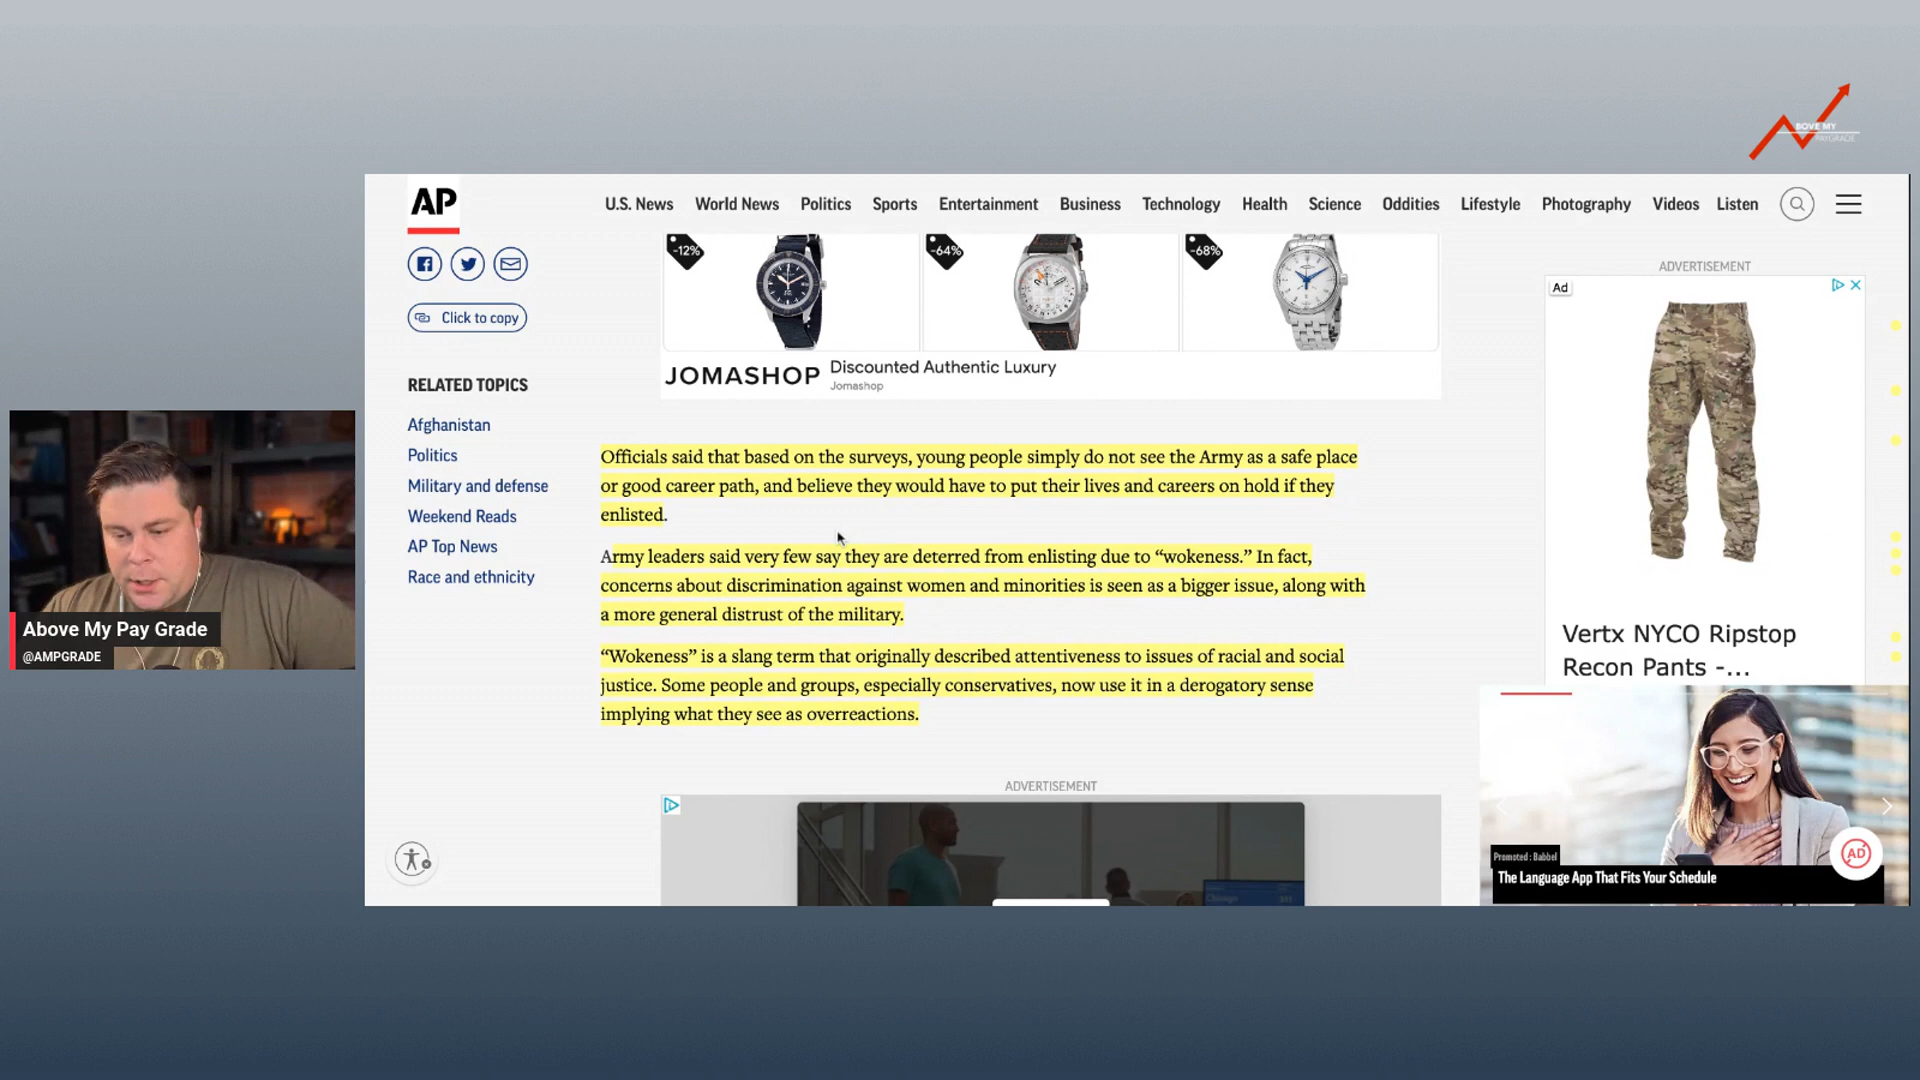 BOVE MY
PAYGRADE
AP
U.S. News World News Politics Sports Entertainment Business Technology Health Science Oddities Lifestyle Photography Videos Listen
-12%
-64%
-68%
JOMASHOP
Discounted Authentic Luxury
Jomashop
Click to copy
RELATED TOPICS
Afghanistan
Politics
Military and defense
Weekend Reads
AP Top News
Race and ethnicity
Officials said that based on the surveys, young people simply do not see the Army as a safe place
or good career path, and believe they would have to put their lives and careers on hold if they
enlisted.
Army leaders said very few say they are deterred from enlisting due to “wokeness.” In fact,
concerns about discrimination against women and minorities is seen as a bigger issue, along with
a more general distrust of the military.
“Wokeness” is a slang term that originally described attentiveness to issues of racial and social
justice. Some people and groups, especially conservatives, now use it in a derogatory sense
implying what they see as overreactions.
ADVERTISEMENT
Chicago
ADVERTISEMENT
Ad
Vertx NYCO Ripstop
Recon Pants -...
Promoted : Babbel
The Language App That Fits Your Schedule
AD
Above My Pay Grade
@AMPGRADE